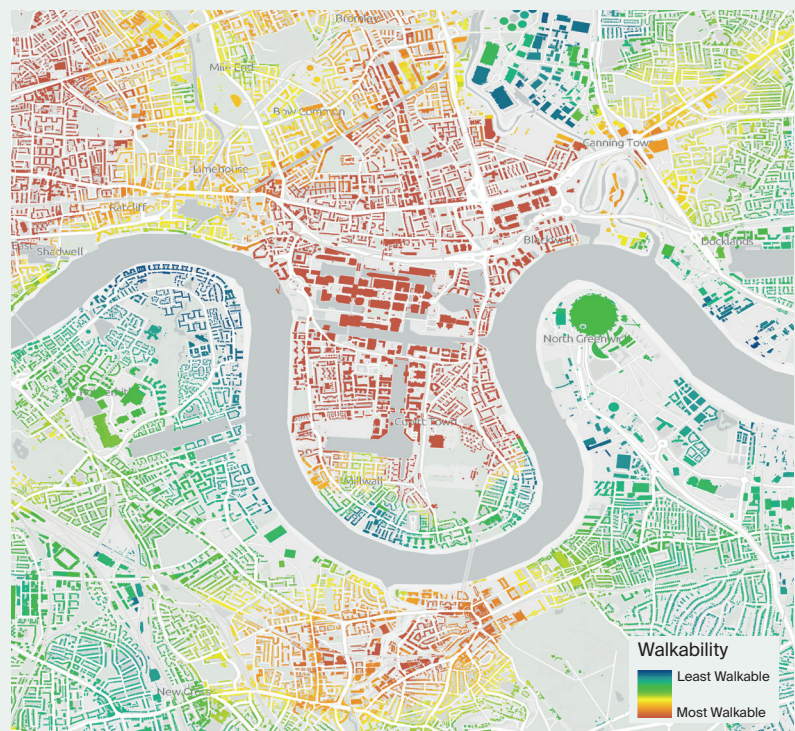 Bromley
Mile End
Bow Common
Canning Town
Limehouse
Ratcliff
Shadwell
Blackwall
Docklands
North Greenwich
Cubitt Town
Millwall
New Cross
Walkability
Least Walkable
Most Walkable